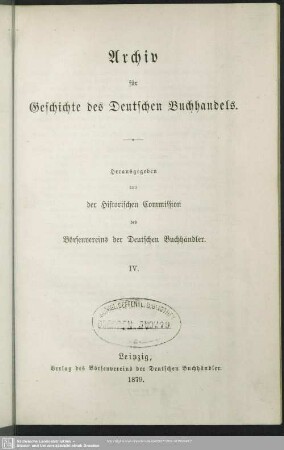 Archiv
für
Geschichte des Deutschen Buchhandels.
Herausgegeben
von
der Historischen Commission
des
Börsenvereins der Deutschen Buchhändler.
IV.
Leipzig,
Verlag des Börsenvereins der Deutschen Buchhändler.
1879.